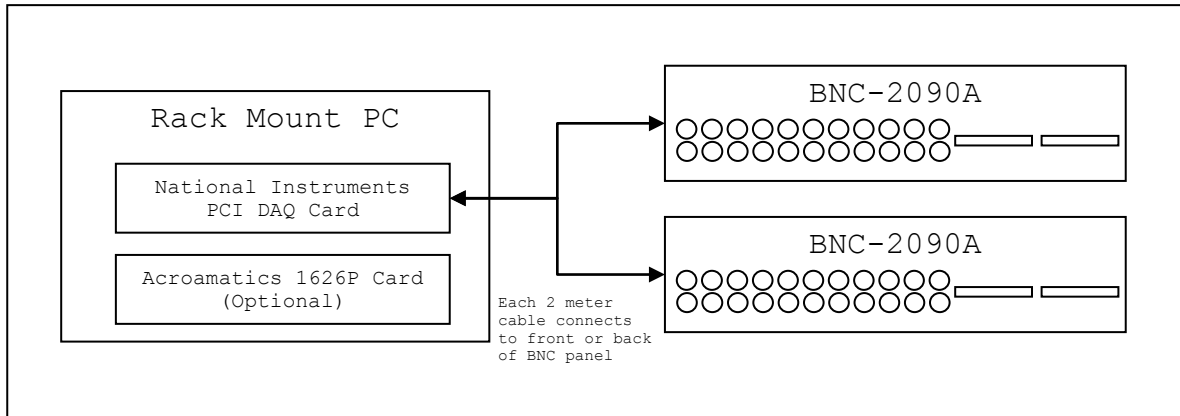 Rack Mount PC
National Instruments
PCI DAQ Card
Acroamatics 1626P Card
(Optional)
Each 2 meter
cable connects
to front or back
of BNC panel
BNC-2090A
BNC-2090A